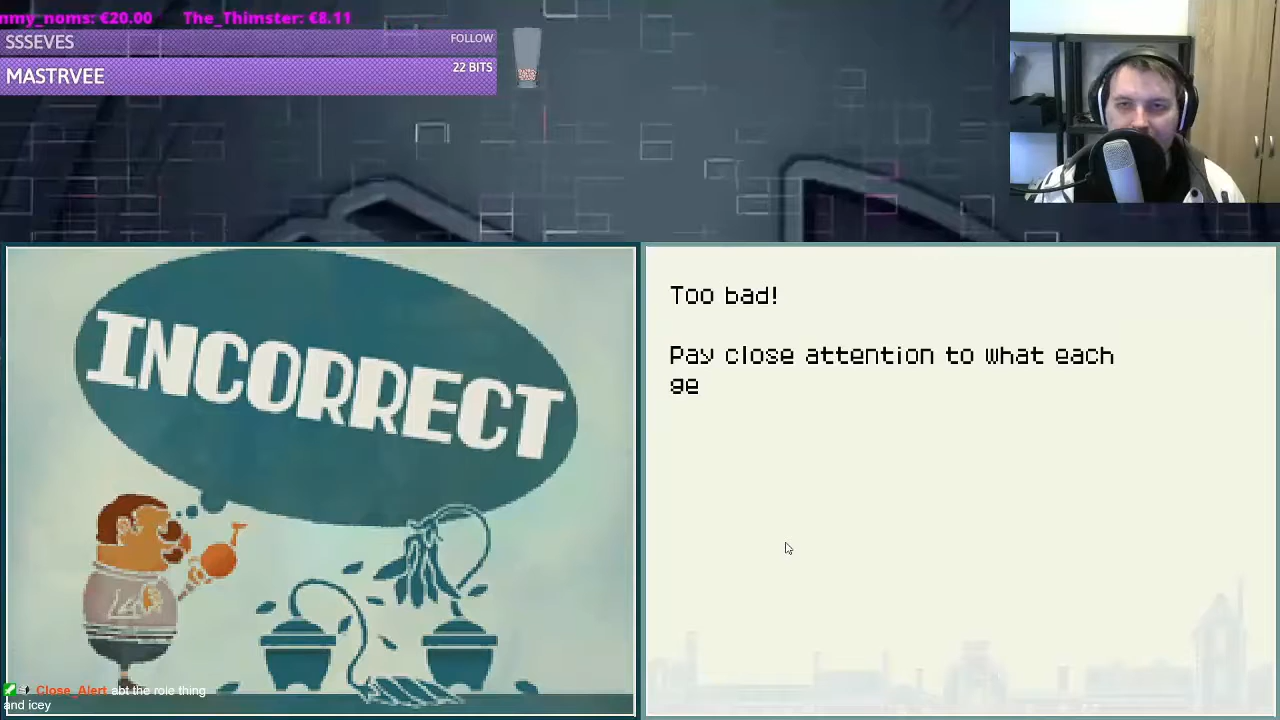 mmy_noms: €20.00 The_Thimster: €8.11
SSSEVES FOLLOW
MASTRVEE 22 BITS
INCORRECT
Too bad!
Pay close attention to what each
ge
Close_Alert abt the role thing
and icey